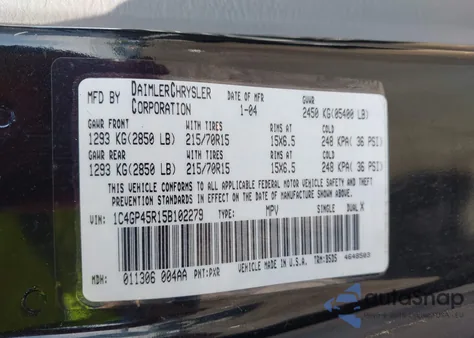 MFD BY DAIMLERCHRYSLER CORPORATION DATE OF MFR 1-04 GVWR 2450 KG(05400 LB)
GAWR FRONT WITH TIRES RIMS AT COLD
1293 KG(2850 LB) 215/70R15 15X6.5 248 KPA( 36 PSI)
GAWR REAR WITH TIRES RIMS AT COLD
1293 KG(2850 LB) 215/70R15 15X6.5 248 KPA( 36 PSI)
THIS VEHICLE CONFORMS TO ALL APPLICABLE FEDERAL MOTOR VEHICLE SAFETY,
BUMPER AND THEFT PREVENTION STANDARDS IN EFFECT ON THE DATE OF MANUFACTURE SHOWN ABOVE.
VIN: 1C4GP45R15B102279 TYPE: MPV SINGLE X DUAL
MDH: 011306 004AA PNT: PXR VEHICLE MADE IN U.S.A. TRM: BSD5 4648503
autoSnap